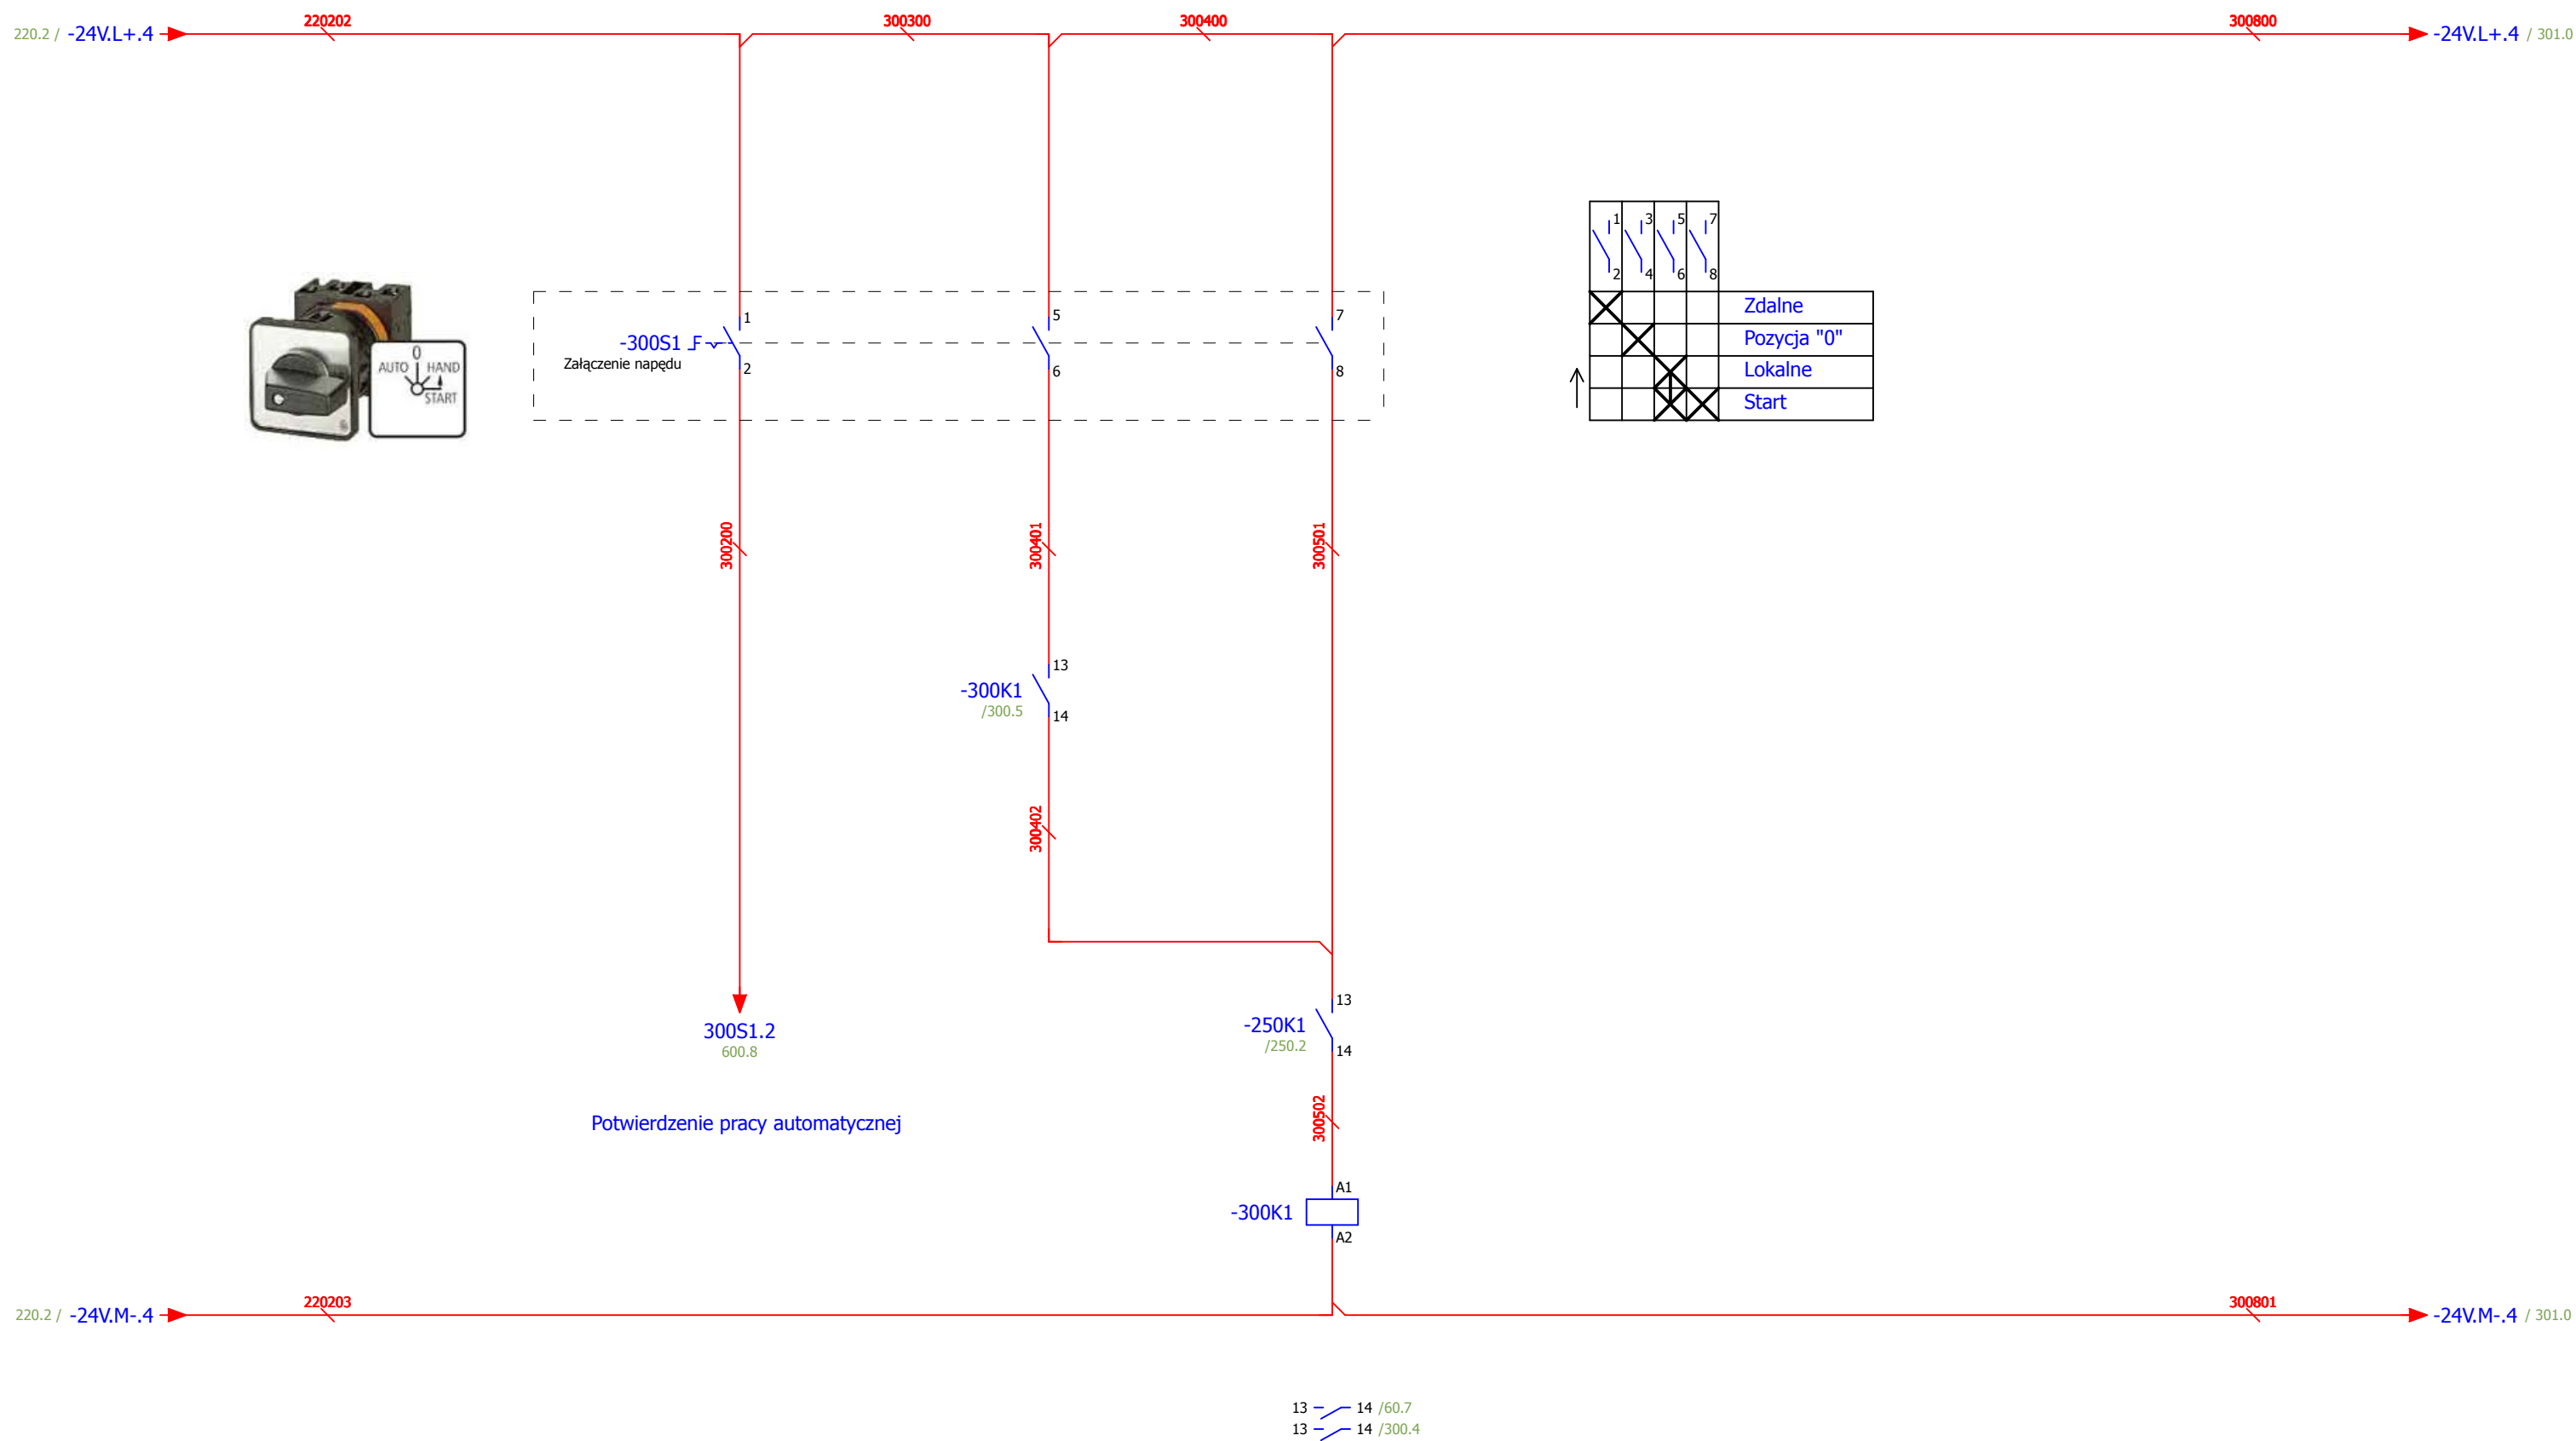 220202
300300
300400
300800
220.2 / -24V.L+.4
-24V.L+.4 / 301.0
1
3
5
7
2
4
6
8
Zdalne
Pozycja "0"
Lokalne
Start
0
AUTO
HAND
START
-300S1
Załączenie napędu
1
2
5
6
7
8
300200
300401
300501
-300K1
/300.5
13
14
300402
300S1.2
600.8
-250K1
/250.2
13
14
Potwierdzenie pracy automatycznej
300502
-300K1
A1
A2
220203
300801
220.2 / -24V.M-.4
-24V.M-.4 / 301.0
13 14 /60.7
13 14 /300.4